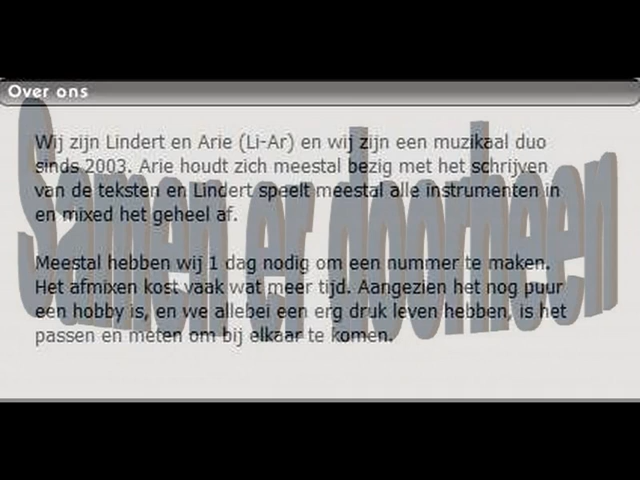 Over ons
Wij zijn Lindert en Arie (Li-Ar) en wij zijn een muzikaal duo
sinds 2003. Arie houdt zich meestal bezig met het schrijven
van de teksten en Lindert speelt meestal alle instrumenten in
en mixed het geheel af.
Meestal hebben wij 1 dag nodig om een nummer te maken.
Het afmixen kost vaak wat meer tijd. Aangezien het nog puur
een hobby is, en we allebei een erg druk leven hebben, is het
passen en meten om bij elkaar te komen.
Samen er doorheen